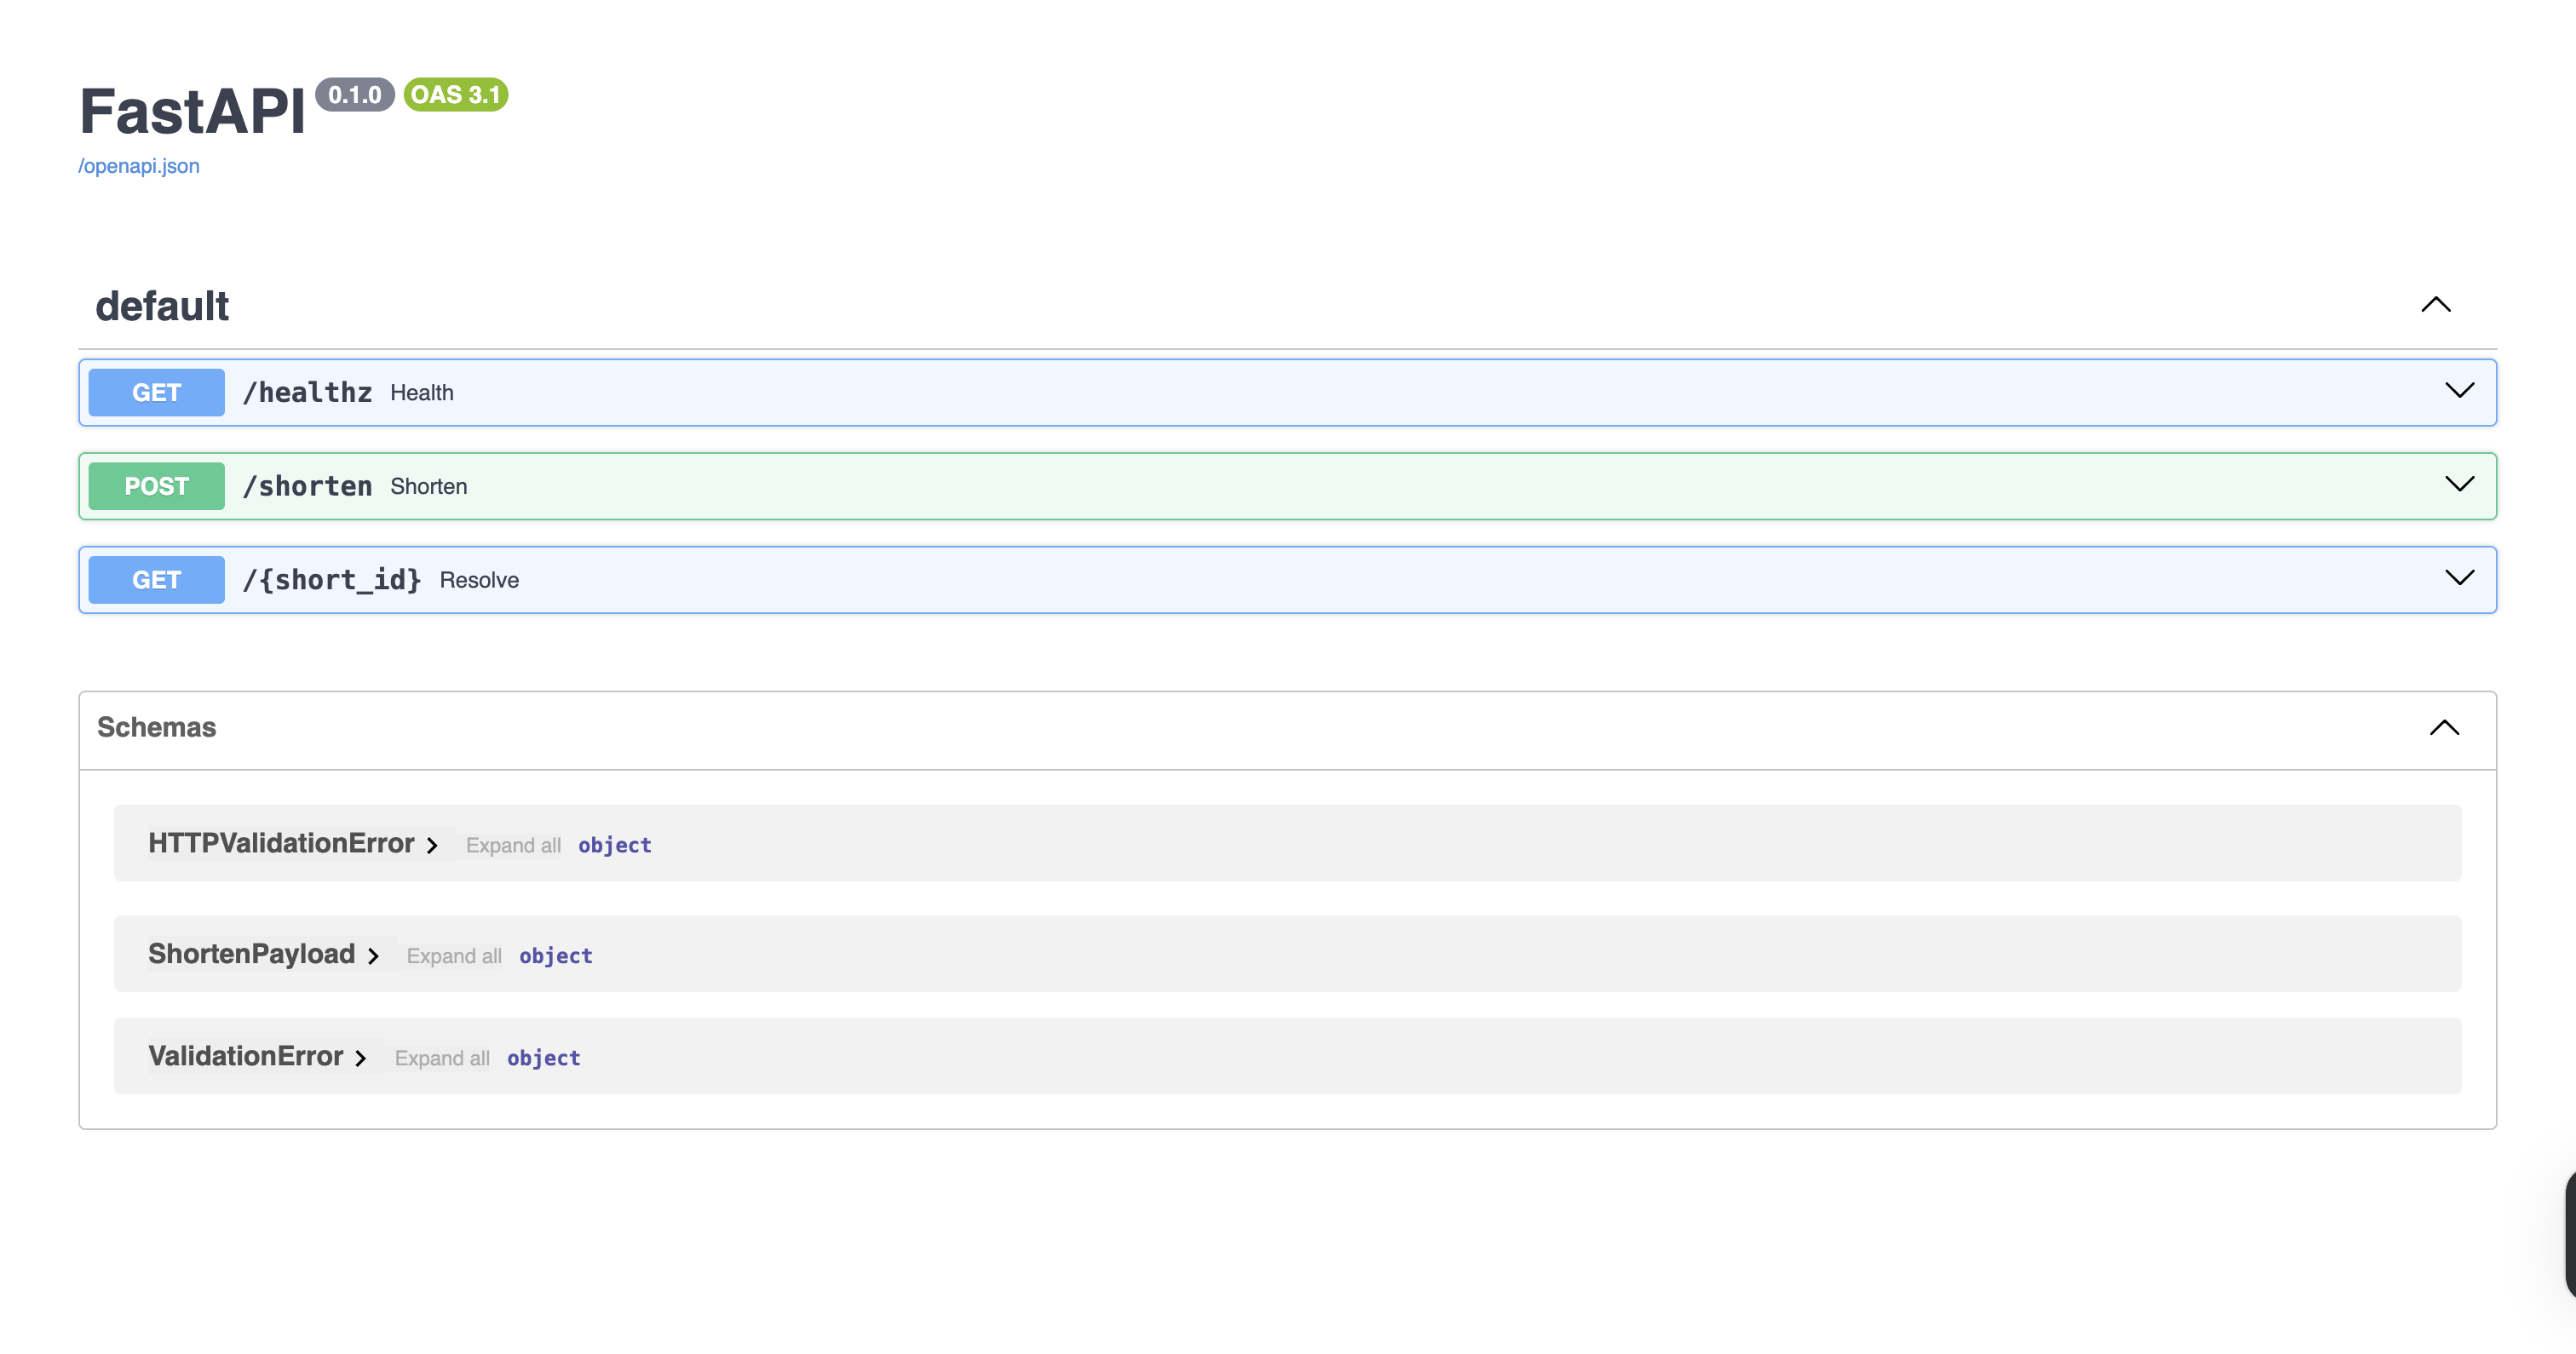 FastAPI 0.1.0 OAS 3.1
/openapi.json
default
GET /healthz Health
POST /shorten Shorten
GET /{short_id} Resolve
Schemas
HTTPValidationError Expand all object
ShortenPayload Expand all object
ValidationError Expand all object